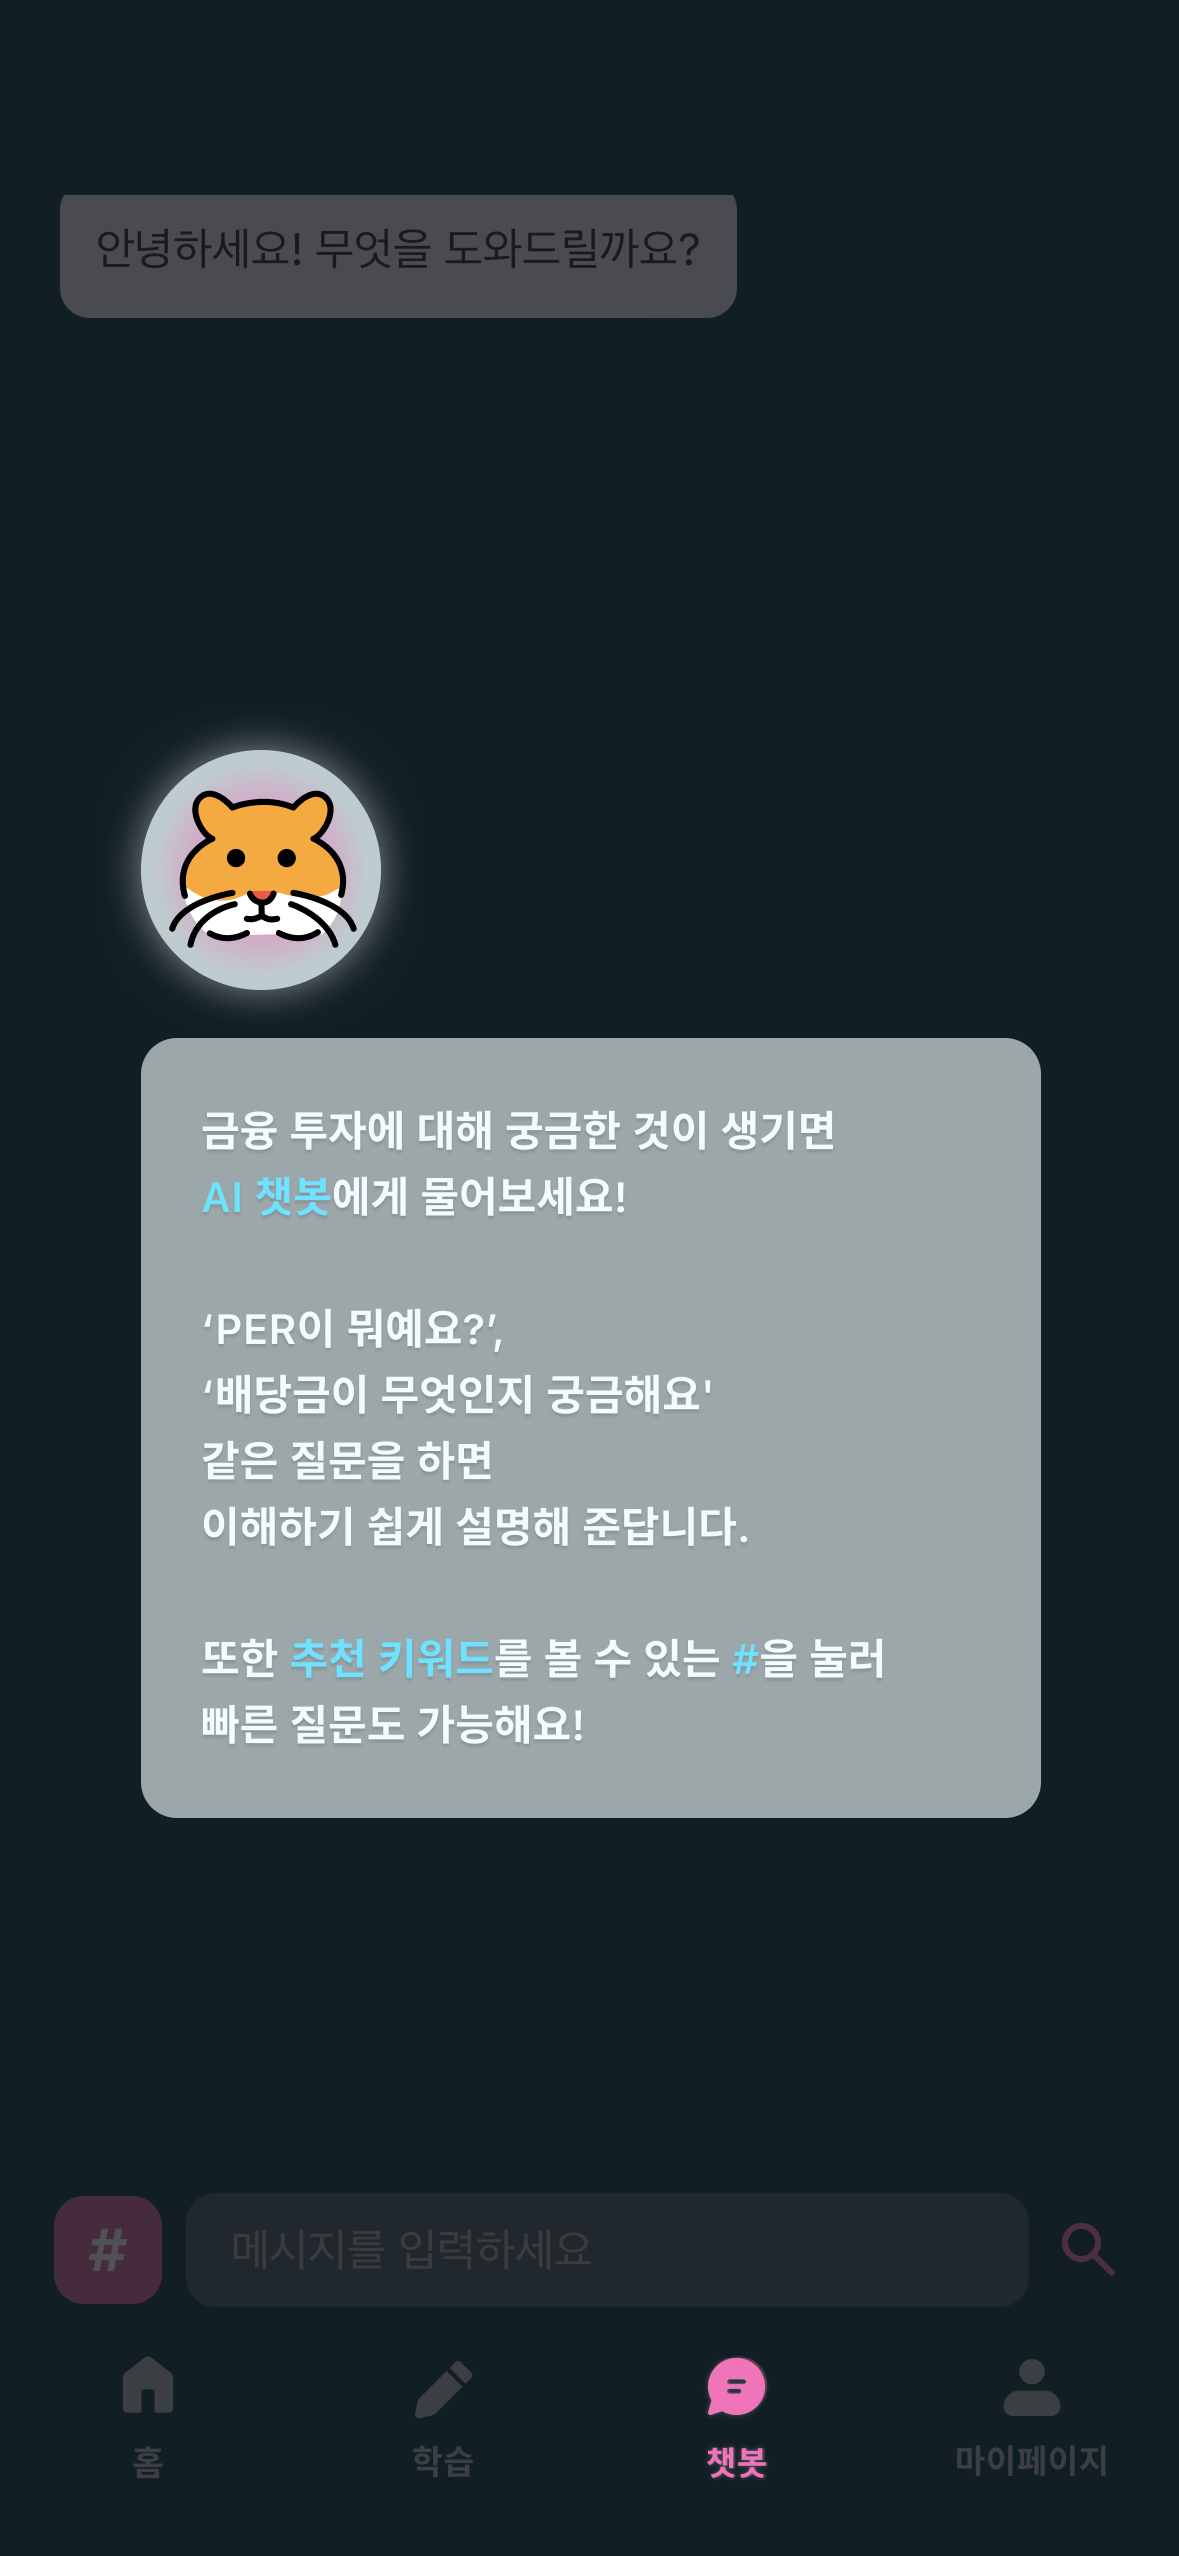 안녕하세요! 무엇을 도와드릴까요?
금융 투자에 대해 궁금한 것이 생기면
AI 챗봇에게 물어보세요!
‘PER이 뭐예요?’,
‘배당금이 무엇인지 궁금해요'
같은 질문을 하면
이해하기 쉽게 설명해 준답니다.
또한 추천 키워드를 볼 수 있는 #을 눌러
빠른 질문도 가능해요!
# 메시지를 입력하세요
홈 학습 챗봇 마이페이지